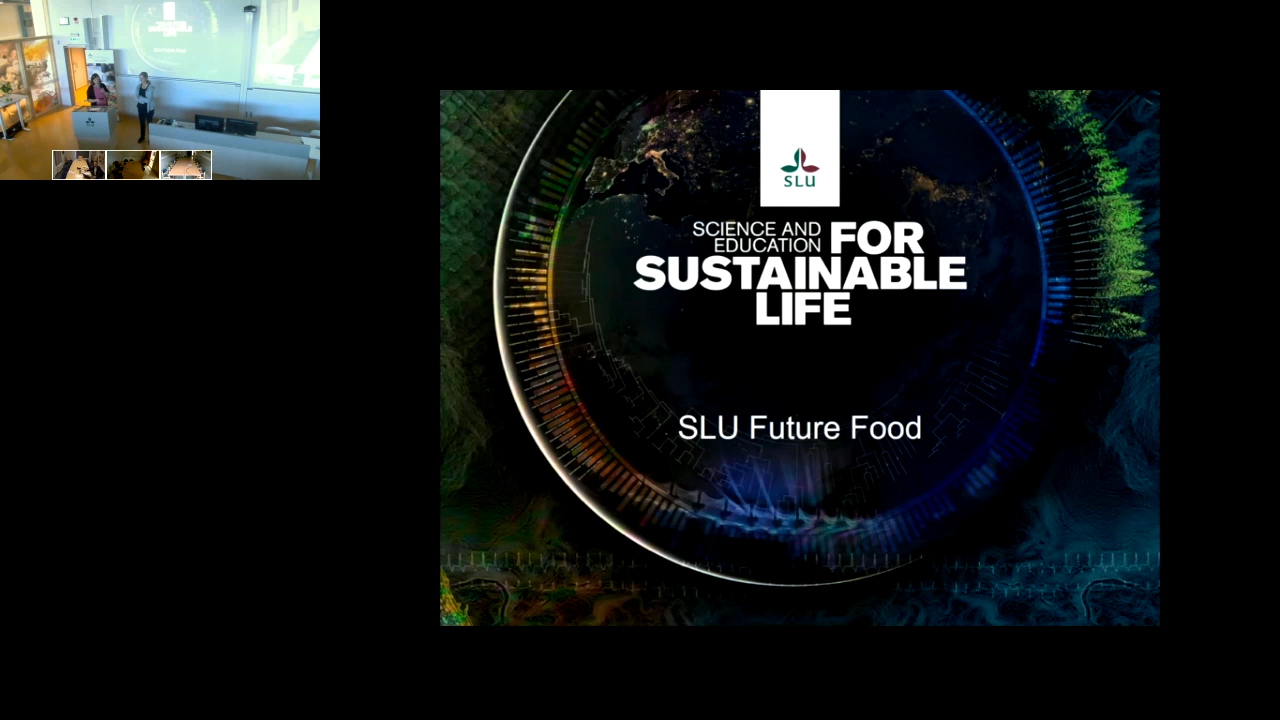 SLU
SCIENCE AND
EDUCATION FOR
SUSTAINABLE
LIFE
SLU Future Food